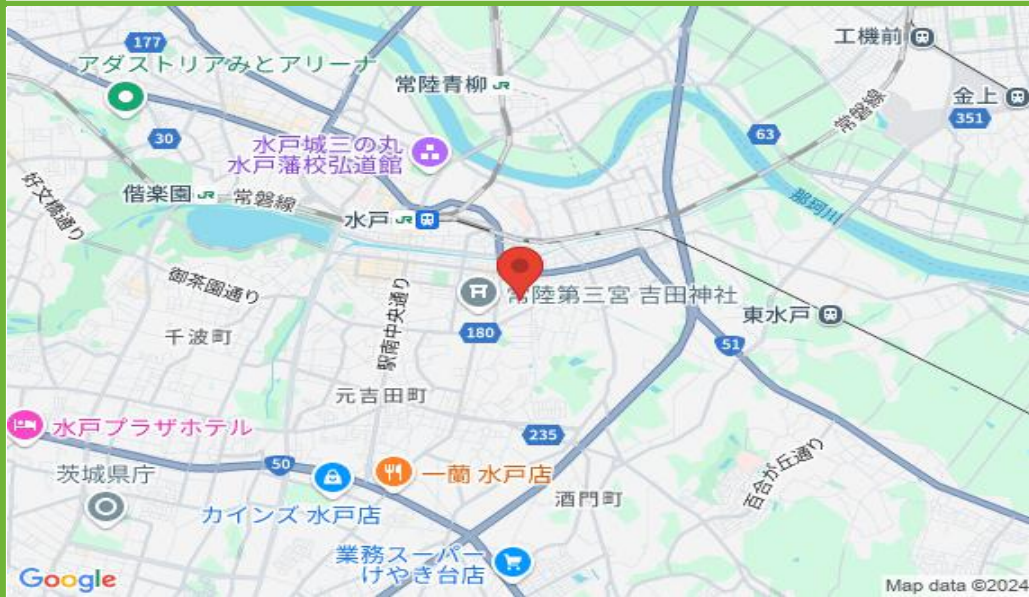 工機前
177
アダストリアみとアリーナ
常陸青柳 JR
金上
351
常磐線
30
63
水戸城三の丸
水戸藩校弘道館
好文橋通り
偕楽園 JR
常磐線
那珂川
水戸 JR
御茶園通り
常陸第三宮 吉田神社
駅南中央通り
東水戸
千波町
180
51
元吉田町
水戸プラザホテル
235
百合が丘通り
50
一蘭 水戸店
茨城県庁
酒門町
カインズ 水戸店
業務スーパー
けやき台店
Google
Map data ©2024